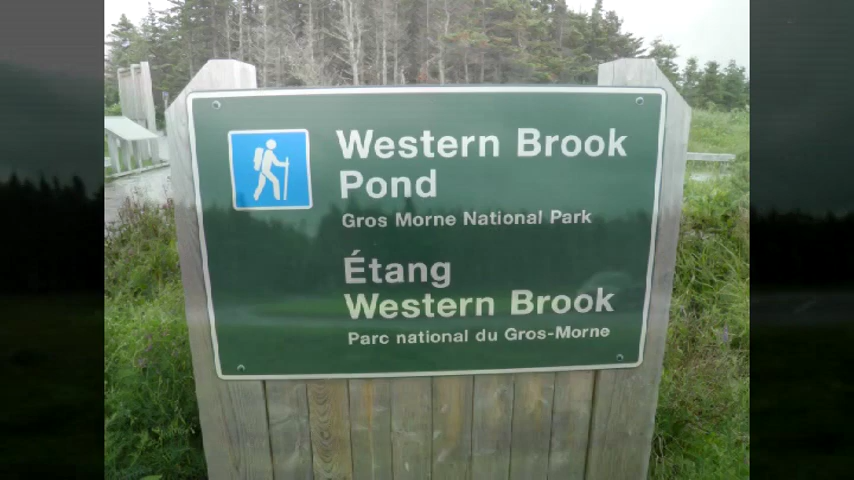 Western Brook
Pond
Gros Morne National Park
Étang
Western Brook
Parc national du Gros-Morne